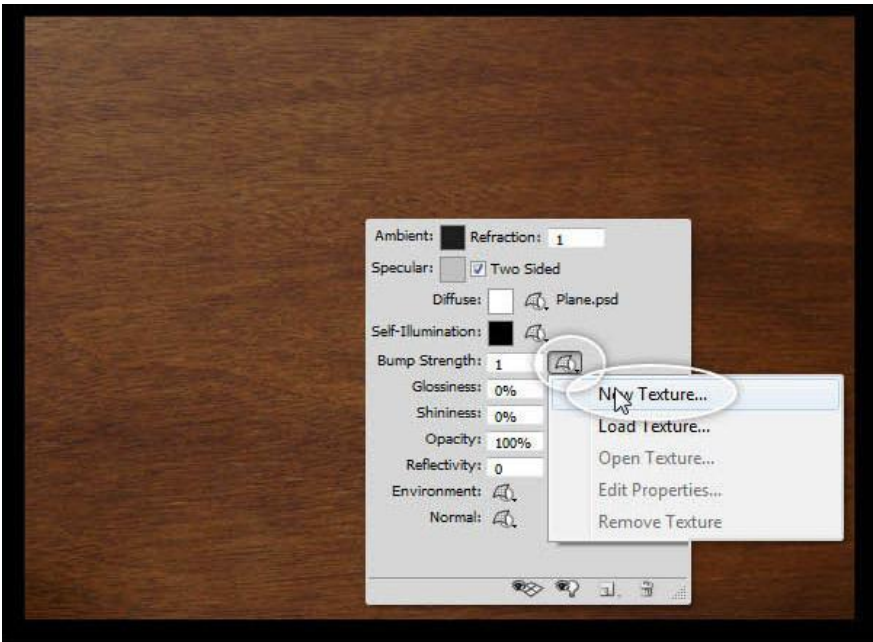 Ambient: Refraction: 1
Specular: Two Sided
Diffuse: Plane.psd
Self-Illumination:
Bump Strength: 1
Glossiness: 0%
Shininess: 0%
Opacity: 100%
Reflectivity: 0
Environment:
Normal:
New Texture...
Load Texture...
Open Texture...
Edit Properties...
Remove Texture